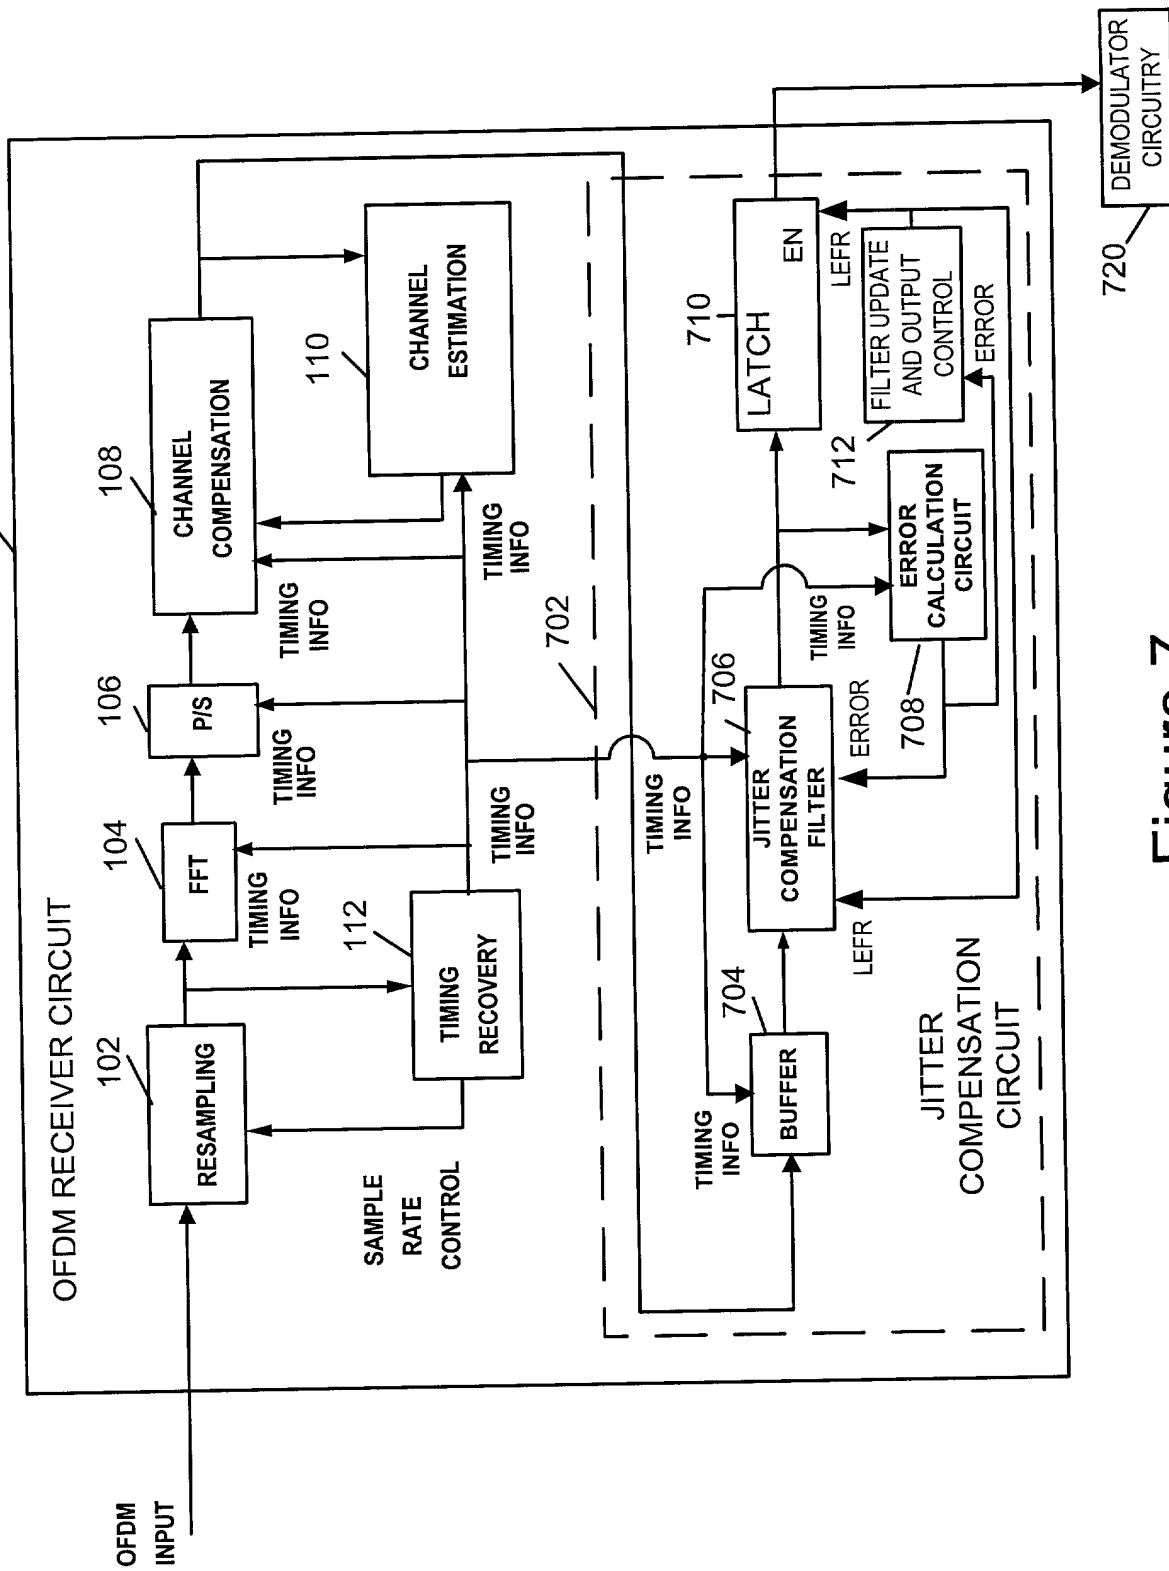 OFDM RECEIVER CIRCUIT
OFDM
INPUT
102
RESAMPLING
104
FFT
TIMING
INFO
106
P/S
TIMING
INFO
108
CHANNEL
COMPENSATION
TIMING
INFO
110
CHANNEL
ESTIMATION
TIMING
INFO
112
TIMING
RECOVERY
TIMING
INFO
SAMPLE
RATE
CONTROL
702
TIMING
INFO
TIMING
INFO
704
BUFFER
706
JITTER
COMPENSATION
FILTER
LEFR
ERROR
TIMING
INFO
708
ERROR
CALCULATION
CIRCUIT
710
LATCH
EN
LEFR
712
FILTER UPDATE
AND OUTPUT
CONTROL
ERROR
JITTER
COMPENSATION
CIRCUIT
720
DEMODULATOR
CIRCUITRY
Figure 7